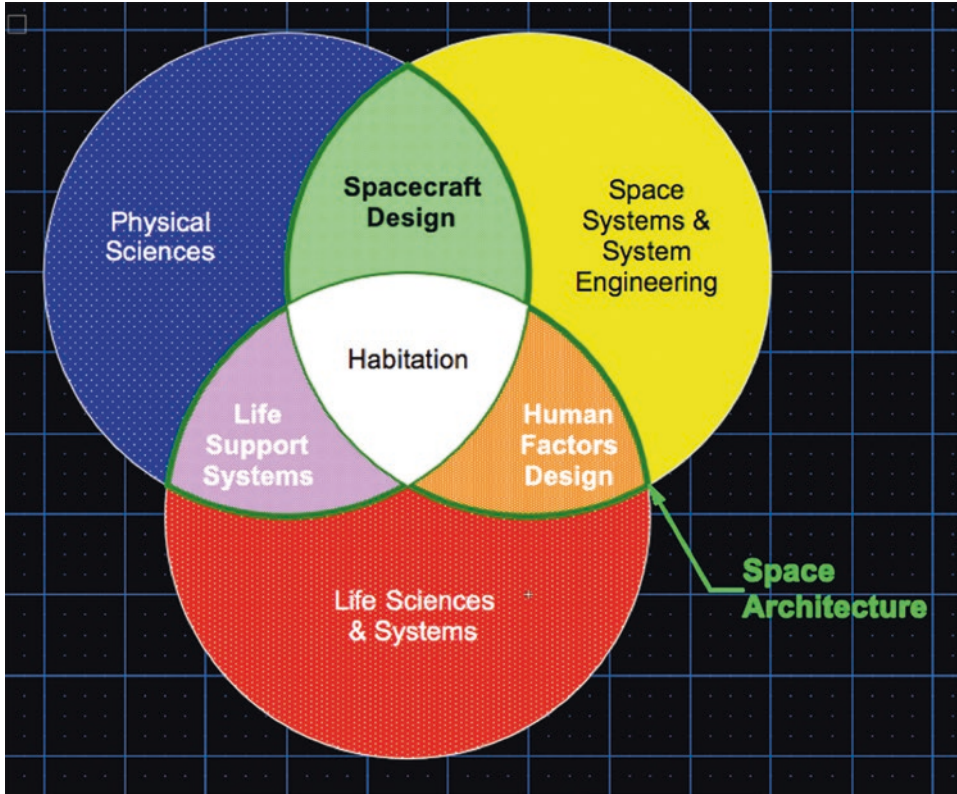 Spacecraft
Design
Physical
Sciences
Space
Systems &
System
Engineering
Habitation
Life
Support
Systems
Human
Factors
Design
Space
Architecture
Life Sciences
& Systems